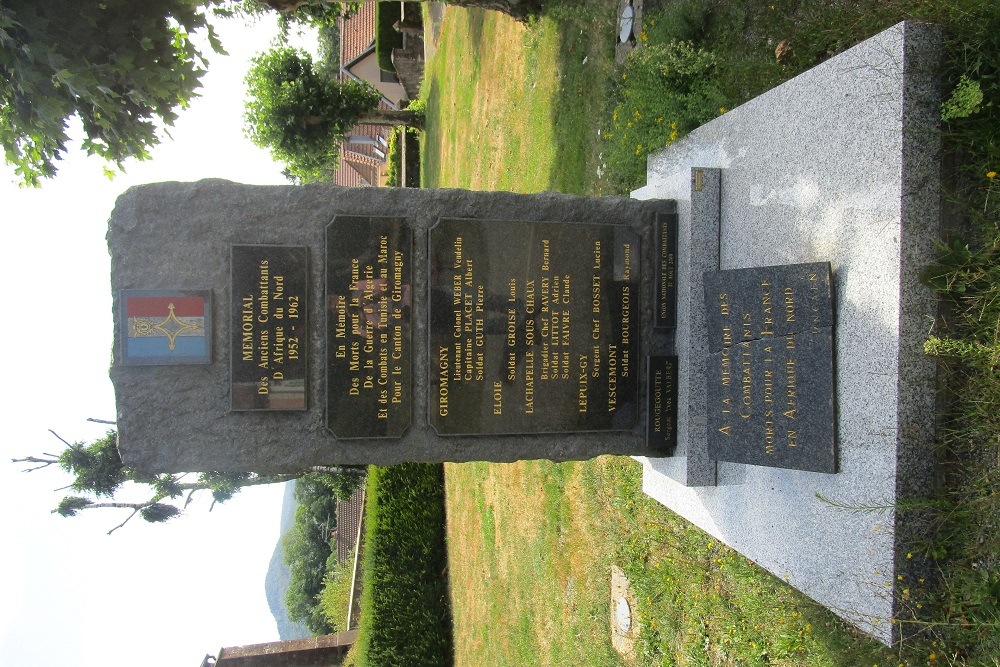 MEMORIAL
Des Anciens Combattants
D'Afrique du Nord
1952 - 1962
En Mémoire
Des Morts pour la France
De la Guerre d'Algérie
Et des Combats en Tunisie et au Maroc
Pour le Canton de Giromagny
GIROMAGNY
Lieutenant Colonel WEBER Vendelin
Capitaine PLACET Albert
Soldat GUTH Pierre
ELOIE
Soldat GROISE Louis
LACHAPELLE SOUS CHAUX
Brigadier Chef RAVERY Bernard
Soldat LITTOT Adrien
Soldat FAIVRE Claude
LEPUIX-GY
Sergent Chef BOSSET Lucien
VESCEMONT
Soldat BOURGEOIS Raymond
ROUGEGOUTTE
Sergent
A LA MEMOIRE DES
COMBATTANTS
MORTS POUR LA FRANCE
EN AFRIQUE DU NORD